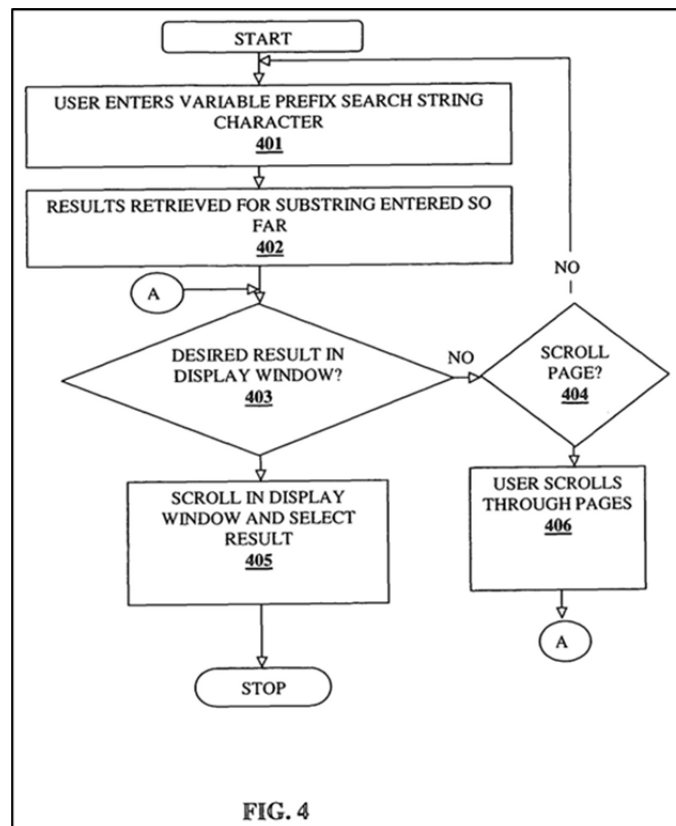 START
USER ENTERS VARIABLE PREFIX SEARCH STRING
CHARACTER
401
RESULTS RETRIEVED FOR SUBSTRING ENTERED SO
FAR
402
A
NO
DESIRED RESULT IN
DISPLAY WINDOW?
403
NO
SCROLL
PAGE?
404
SCROLL IN DISPLAY
WINDOW AND SELECT
RESULT
405
USER SCROLLS
THROUGH PAGES
406
A
STOP
FIG. 4